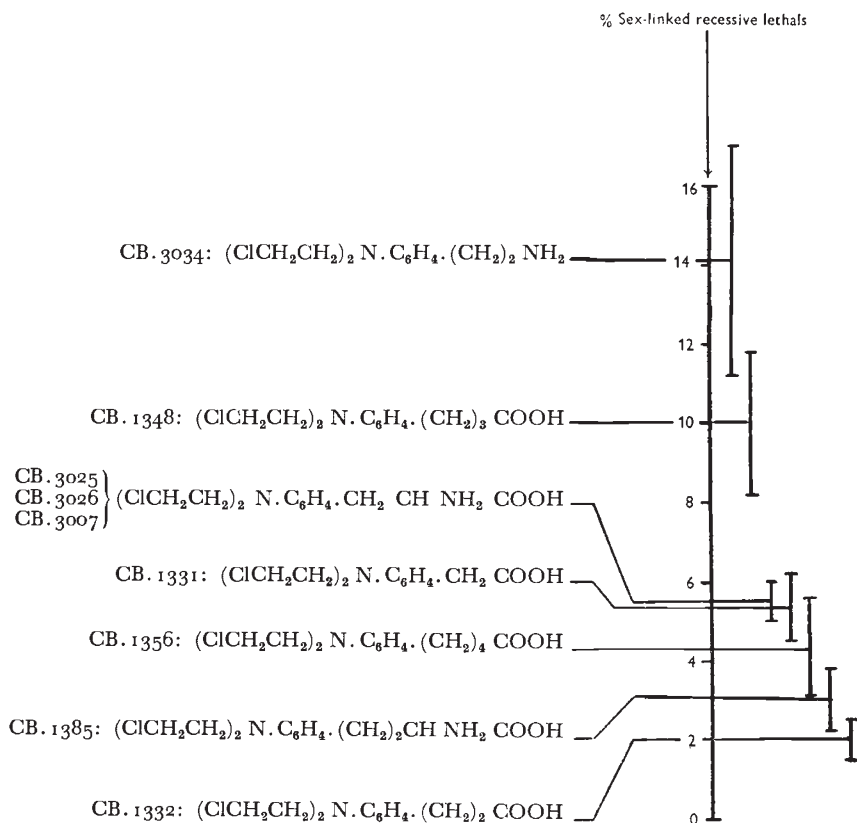 % Sex-linked recessive lethals
16
CB.3034: (ClCH₂CH₂)₂ N.C₆H₄.(CH₂)₂ NH₂
14
12
CB.1348: (ClCH₂CH₂)₂ N.C₆H₄.(CH₂)₃ COOH
10
CB.3025
CB.3026
CB.3007
(ClCH₂CH₂)₂ N.C₆H₄.CH₂ CH NH₂ COOH
8
CB.1331: (ClCH₂CH₂)₂ N.C₆H₄.CH₂ COOH
6
CB.1356: (ClCH₂CH₂)₂ N.C₆H₄.(CH₂)₄ COOH
4
CB.1385: (ClCH₂CH₂)₂ N.C₆H₄.(CH₂)₂CH NH₂ COOH
2
CB.1332: (ClCH₂CH₂)₂ N.C₆H₄.(CH₂)₂ COOH
0